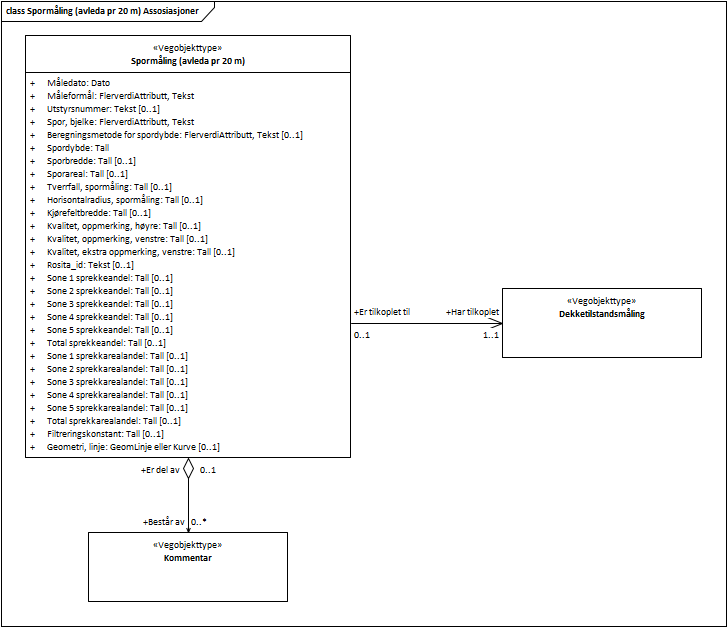 class Spormåling (avleda pr 20 m) Assosiasjoner
«Vegobjekttype»
Spormåling (avleda pr 20 m)
+ Måledato: Dato
+ Måleformål: FlerverdiAttributt, Tekst
+ Utstyrsnummer: Tekst [0..1]
+ Spor, bjelke: FlerverdiAttributt, Tekst
+ Beregningsmetode for spordybde: FlerverdiAttributt, Tekst [0..1]
+ Spordybde: Tall
+ Sporbredde: Tall [0..1]
+ Sporareal: Tall [0..1]
+ Tverrfall, spormåling: Tall [0..1]
+ Horisontalradius, spormåling: Tall [0..1]
+ Kjørefeltbredde: Tall [0..1]
+ Kvalitet, oppmerking, høyre: Tall [0..1]
+ Kvalitet, oppmerking, venstre: Tall [0..1]
+ Kvalitet, ekstra oppmerking, venstre: Tall [0..1]
+ Rosita_id: Tekst [0..1]
+ Sone 1 sprekkeandel: Tall [0..1]
+ Sone 2 sprekkeandel: Tall [0..1]
+ Sone 3 sprekkeandel: Tall [0..1]
+ Sone 4 sprekkeandel: Tall [0..1]
+ Sone 5 sprekkeandel: Tall [0..1]
+ Total sprekkeandel: Tall [0..1]
+ Sone 1 sprekkarealandel: Tall [0..1]
+ Sone 2 sprekkarealandel: Tall [0..1]
+ Sone 3 sprekkarealandel: Tall [0..1]
+ Sone 4 sprekkarealandel: Tall [0..1]
+ Sone 5 sprekkarealandel: Tall [0..1]
+ Total sprekkarealandel: Tall [0..1]
+ Filtreringskonstant: Tall [0..1]
+ Geometri, linje: GeomLinje eller Kurve [0..1]
+Er tilkoplet til
+Har tilkoplet
0..1
1..1
«Vegobjekttype»
Dekketilstandsmåling
+Er del av
0..1
+Består av
0..*
«Vegobjekttype»
Kommentar